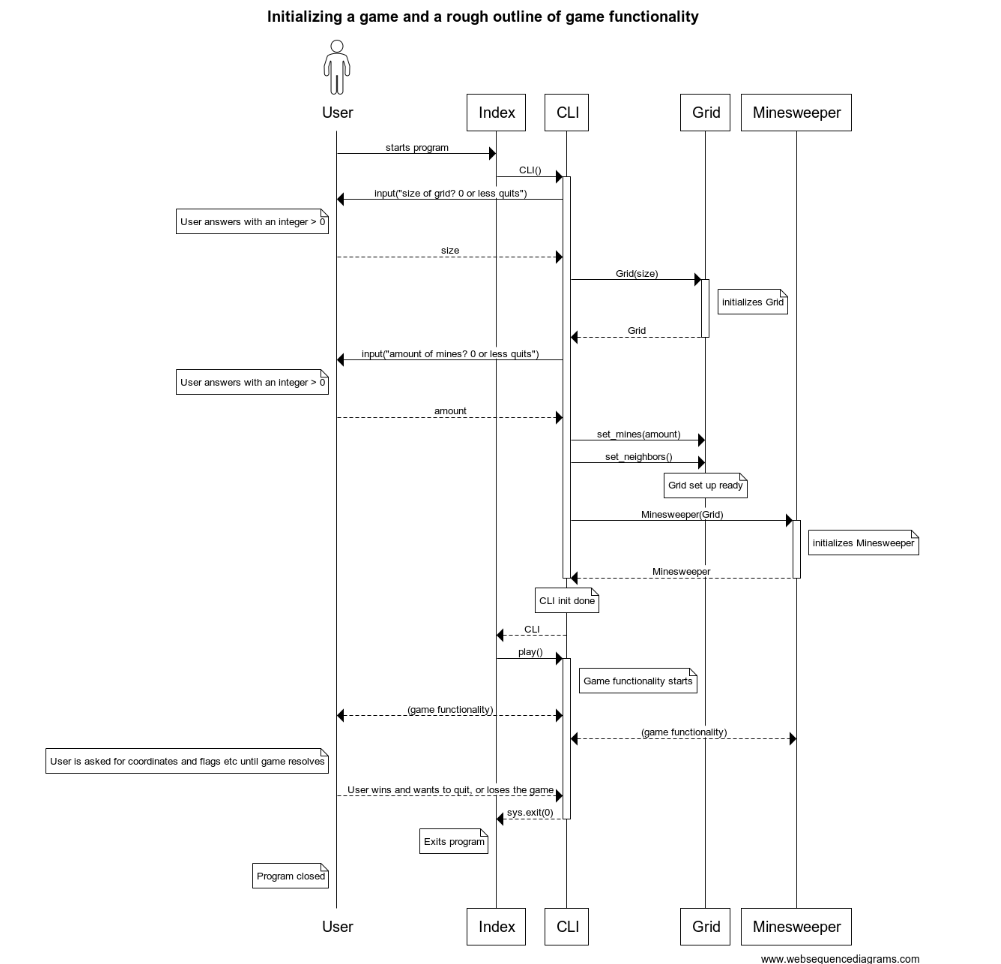 Initializing a game and a rough outline of game functionality
User
Index
CLI
Grid
Minesweeper
starts program
CLI()
input("size of grid? 0 or less quits")
User answers with an integer > 0
size
Grid(size)
initializes Grid
Grid
input("amount of mines? 0 or less quits")
User answers with an integer > 0
amount
set_mines(amount)
set_neighbors()
Grid set up ready
Minesweeper(Grid)
initializes Minesweeper
Minesweeper
CLI init done
CLI
play()
Game functionality starts
(game functionality)
(game functionality)
User is asked for coordinates and flags etc until game resolves
User wins and wants to quit, or loses the game
sys.exit(0)
Exits program
Program closed
User
Index
CLI
Grid
Minesweeper
www.websequencediagrams.com